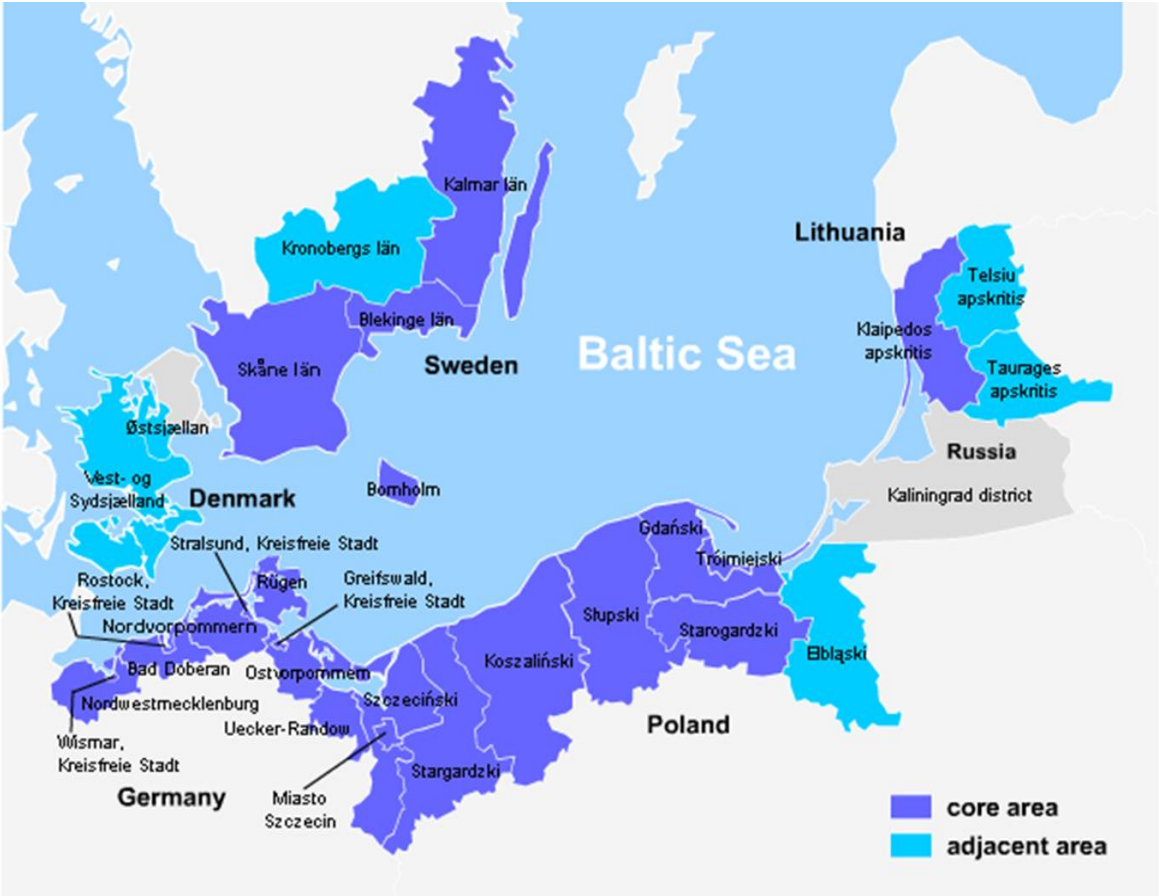 Kalmar län
Kronobergs län
Lithuania
Telsiu
apskritis
Blekinge län
Klaipedos
apskritis
Baltic Sea
Sweden
Skåne län
Taurages
apskritis
Østsjællan
Russia
Vest- og
Sydsjælland
Denmark
Bornholm
Kaliningrad district
Gdański
Stralsund, Kreisfreie Stadt
Trójmiejski
Rostock,
Kreisfreie Stadt
Rügen
Greifswald,
Kreisfreie Stadt
Nordvorpommern
Słupski
Starogardzki
Elbląski
Bad Doberan
Ostvorpommern
Koszaliński
Nordwestmecklenburg
Szczeciński
Uecker-Randow
Poland
Wismar,
Kreisfreie Stadt
Stargardzki
Germany
Miasto
Szczecin
core area
adjacent area